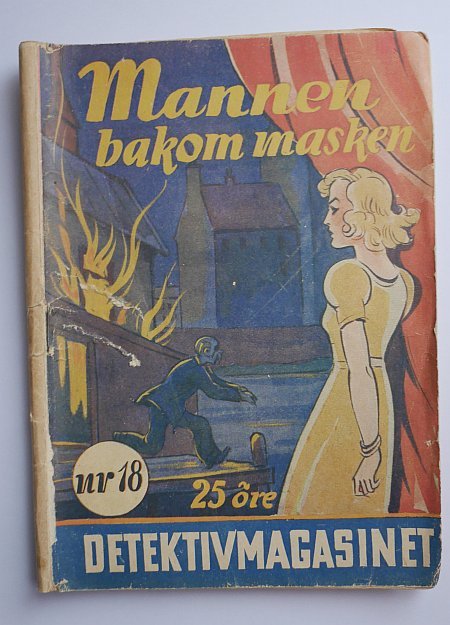 Mannen
bakom masken
nr 18
25 öre
DETEKTIVMAGASINET